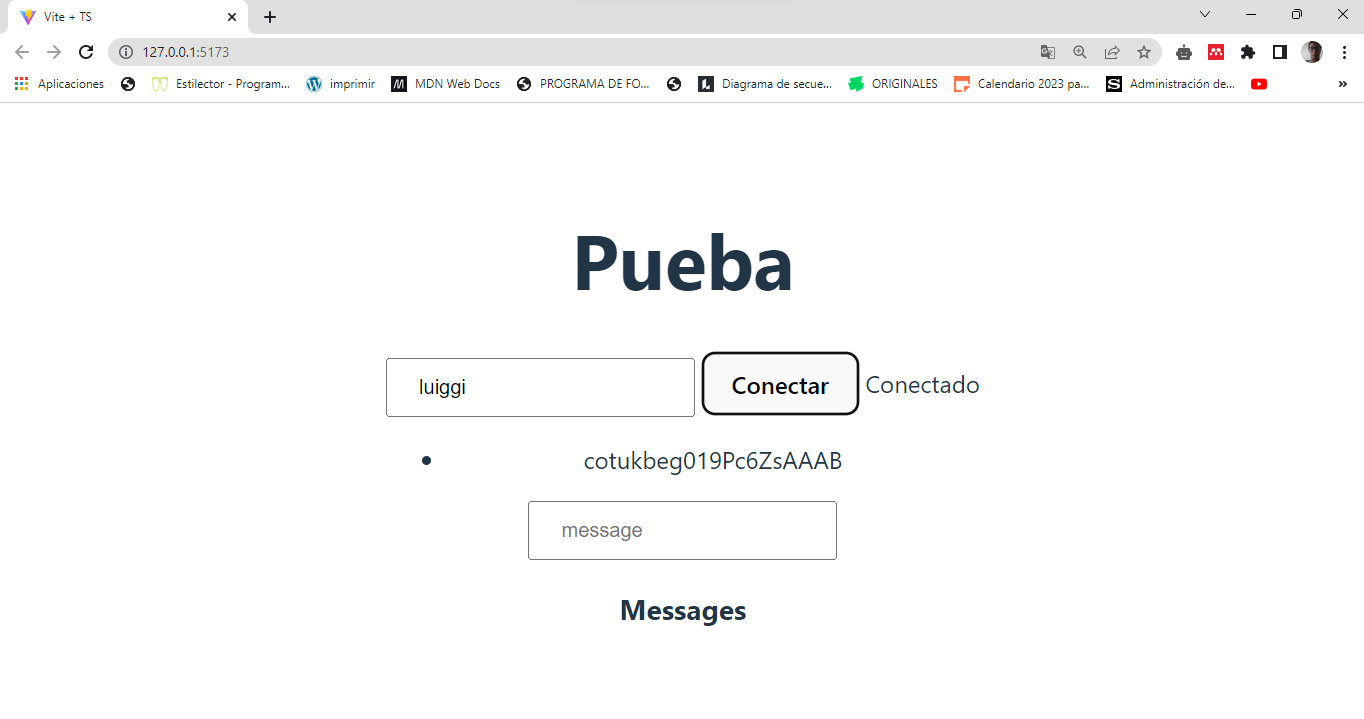 Vite + TS
127.0.0.1:5173
Aplicaciones Estilector - Program... imprimir MDN Web Docs PROGRAMA DE FO... Diagrama de secue... ORIGINALES Calendario 2023 pa... Administración de... »
Pueba
luiggi Conectar Conectado
• cotukbeg019Pc6ZsAAAB
message
Messages